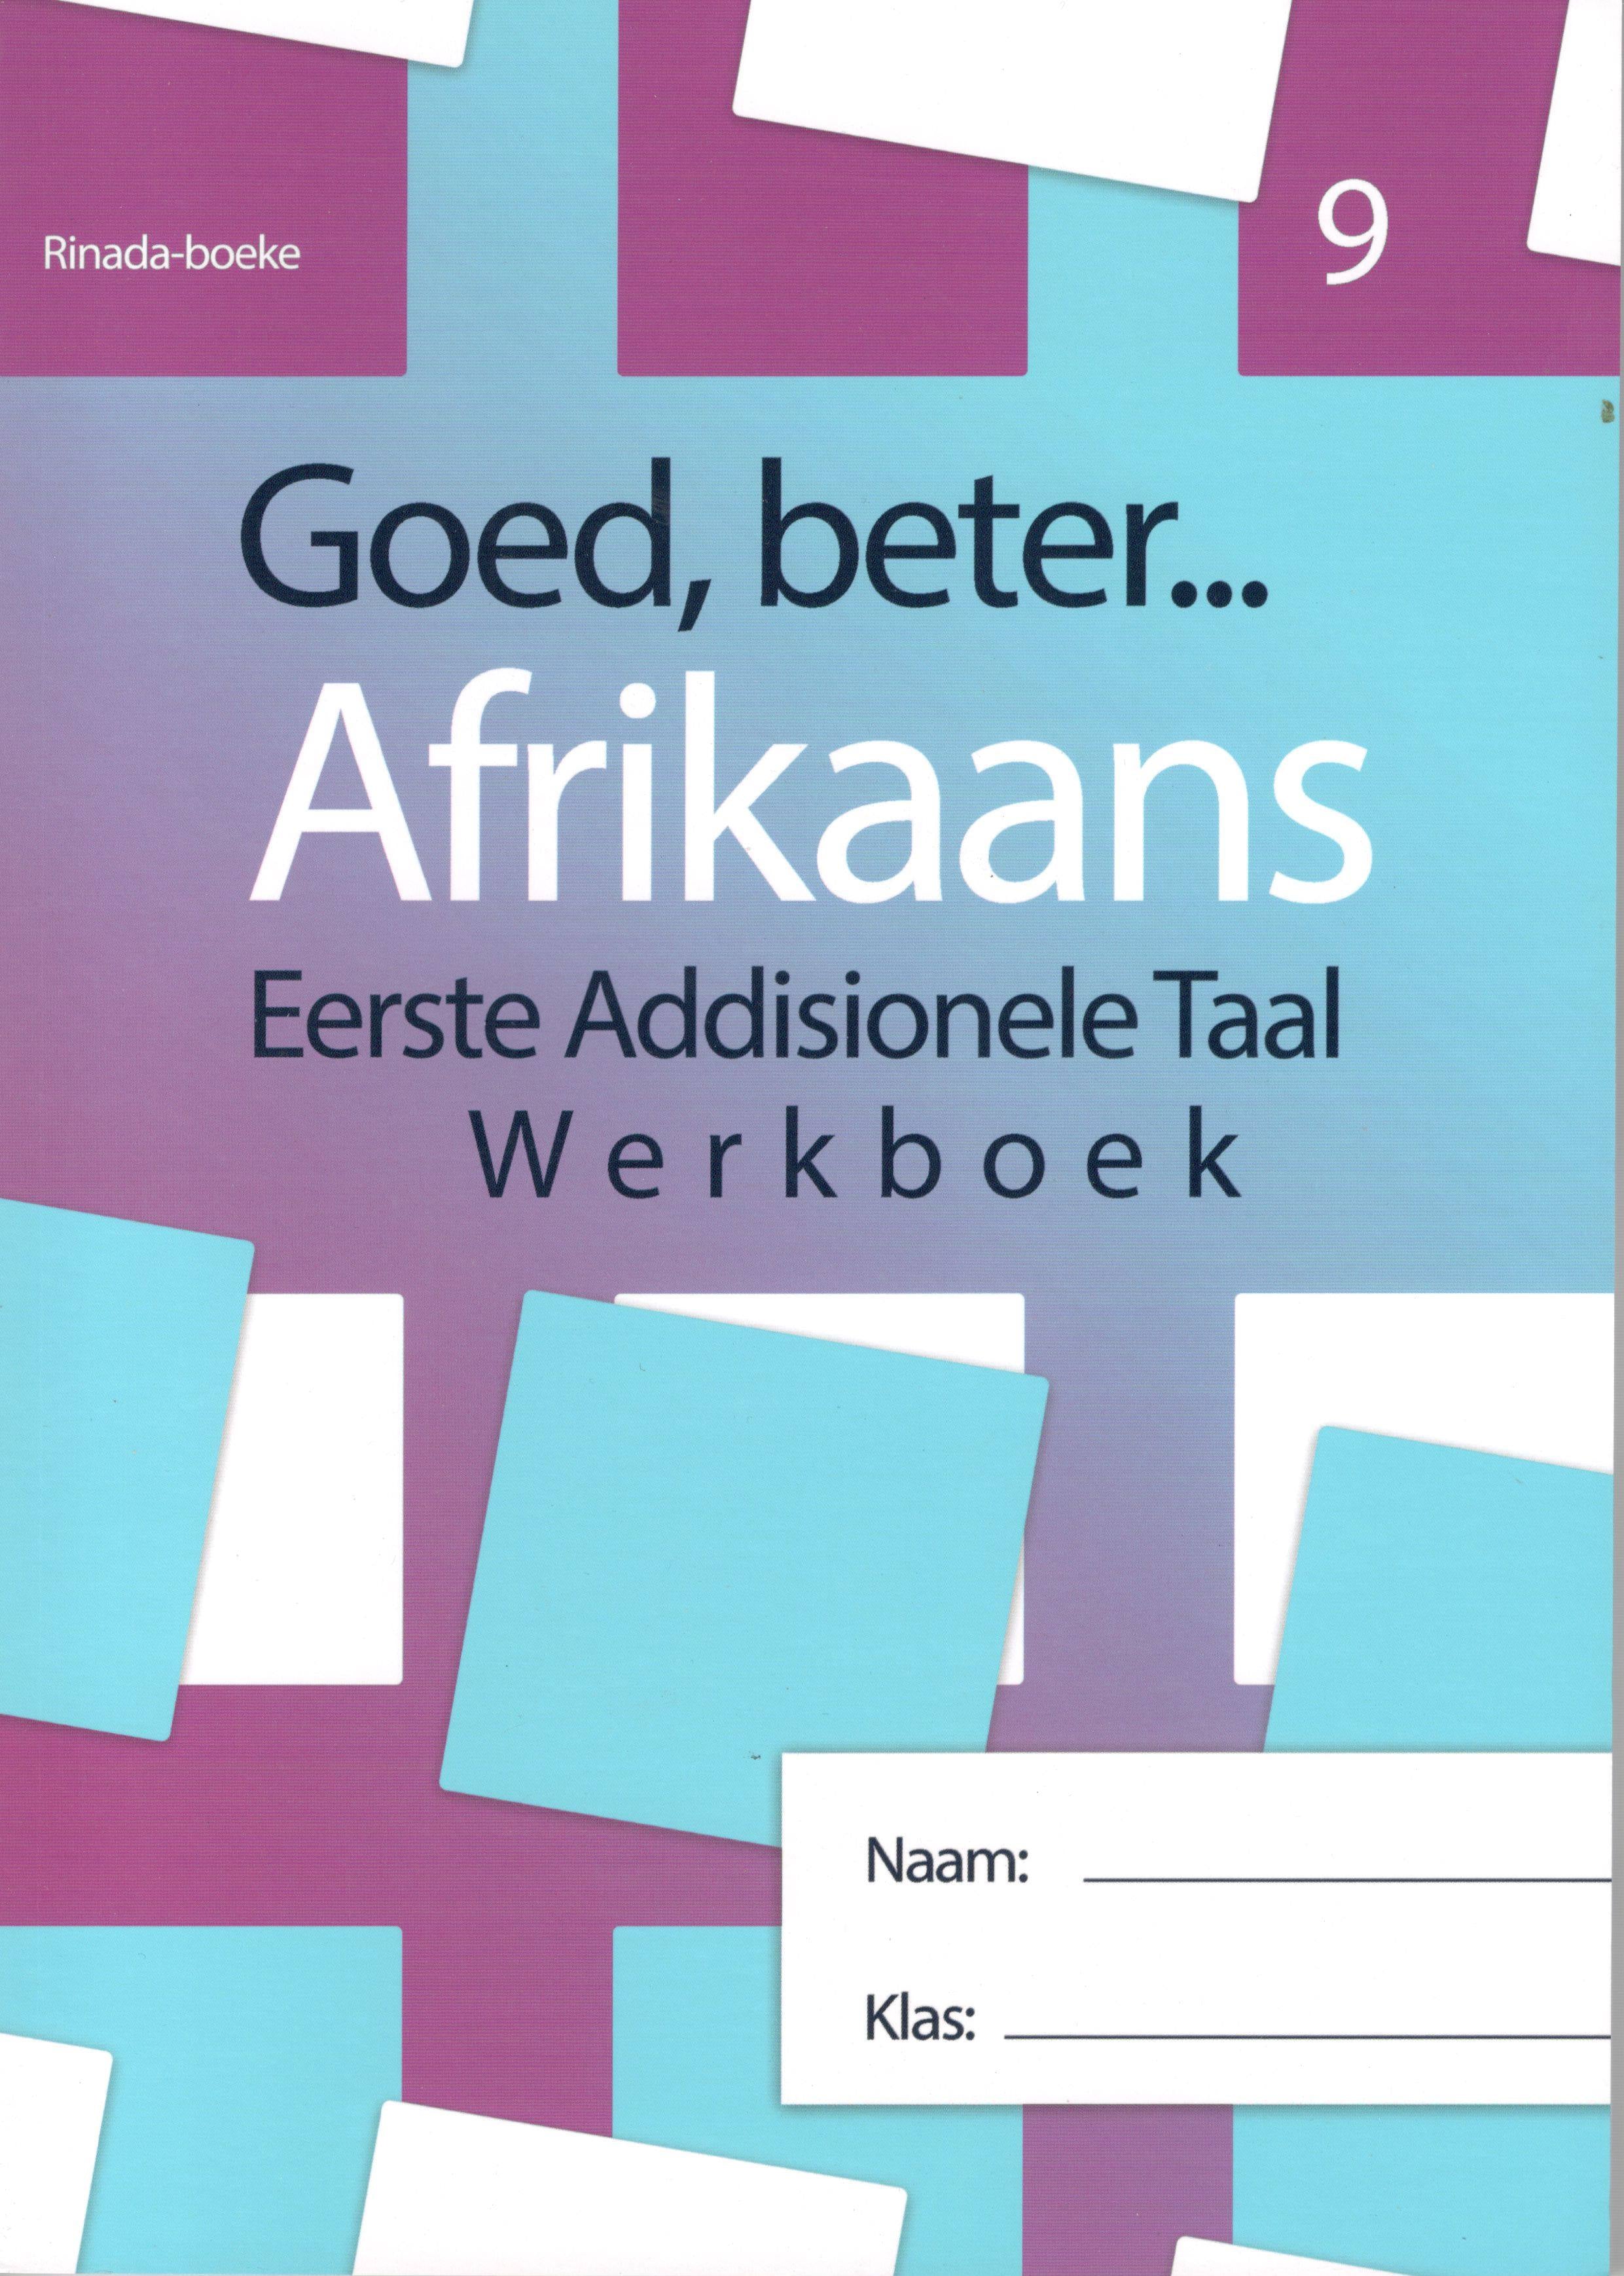 Rinada-boeke
9
Goed, beter...
Afrikaans
Eerste Addisionele Taal
Werkboek
Naam:
Klas: